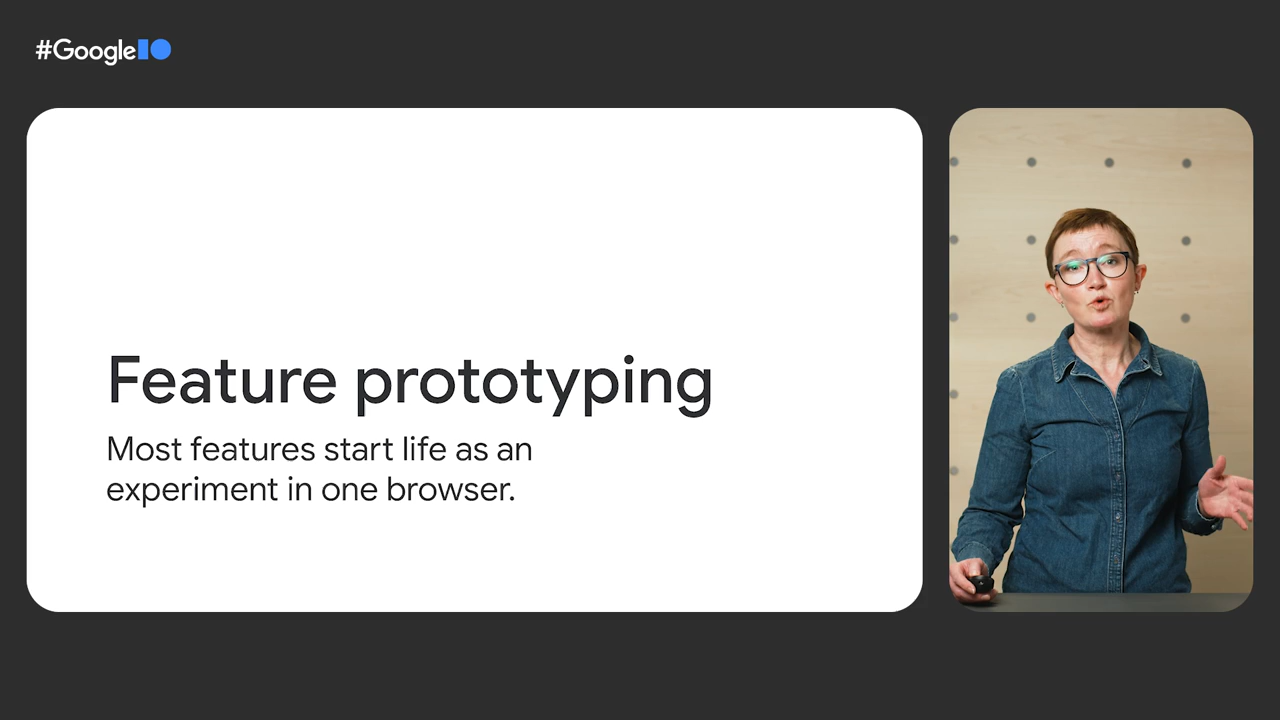 #GoogleIO
Feature prototyping
Most features start life as an
experiment in one browser.